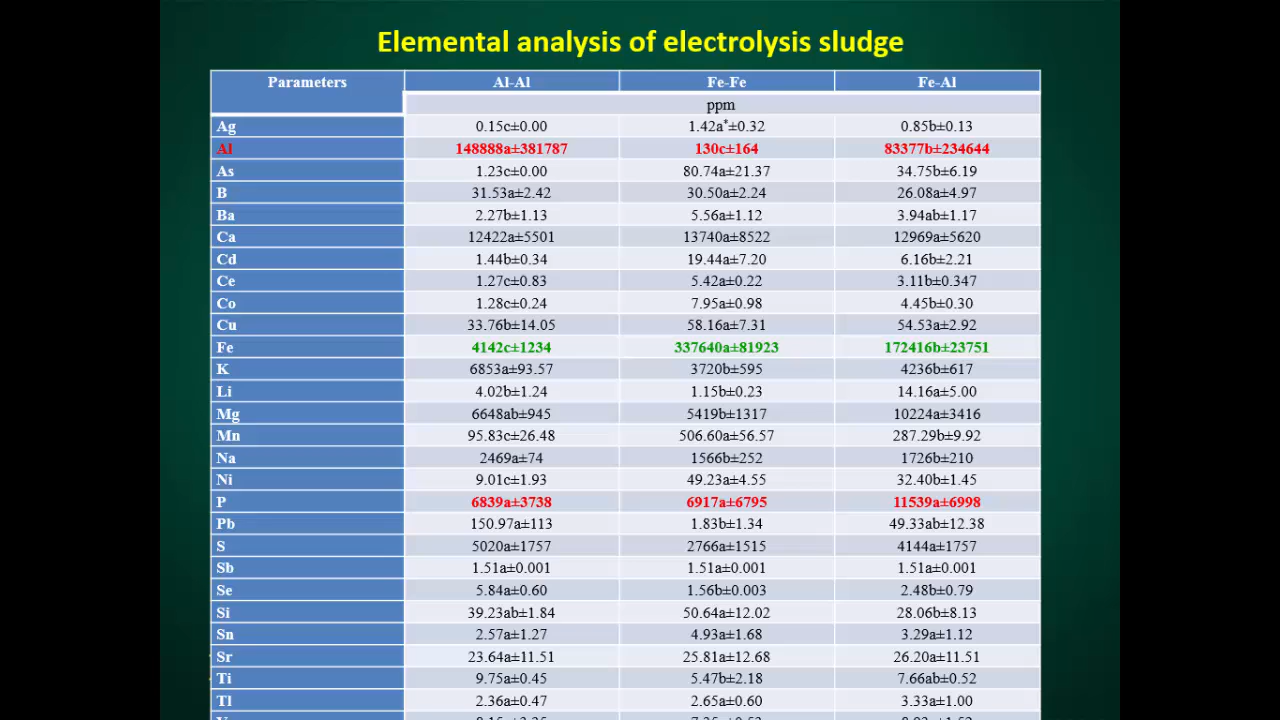 Elemental analysis of electrolysis sludge
Parameters Al-Al Fe-Fe Fe-Al
ppm
Ag 0.15c±0.00 1.42a*±0.32 0.85b±0.13
Al 148888a±381787 130c±164 83377b±234644
As 1.23c±0.00 80.74a±21.37 34.75b±6.19
B 31.53a±2.42 30.50a±2.24 26.08a±4.97
Ba 2.27b±1.13 5.56a±1.12 3.94ab±1.17
Ca 12422a±5501 13740a±8522 12969a±5620
Cd 1.44b±0.34 19.44a±7.20 6.16b±2.21
Ce 1.27c±0.83 5.42a±0.22 3.11b±0.347
Co 1.28c±0.24 7.95a±0.98 4.45b±0.30
Cu 33.76b±14.05 58.16a±7.31 54.53a±2.92
Fe 4142c±1234 337640a±81923 172416b±23751
K 6853a±93.57 3720b±595 4236b±617
Li 4.02b±1.24 1.15b±0.23 14.16a±5.00
Mg 6648ab±945 5419b±1317 10224a±3416
Mn 95.83c±26.48 506.60a±56.57 287.29b±9.92
Na 2469a±74 1566b±252 1726b±210
Ni 9.01c±1.93 49.23a±4.55 32.40b±1.45
P 6839a±3738 6917a±6795 11539a±6998
Pb 150.97a±113 1.83b±1.34 49.33ab±12.38
S 5020a±1757 2766a±1515 4144a±1757
Sb 1.51a±0.001 1.51a±0.001 1.51a±0.001
Se 5.84a±0.60 1.56b±0.003 2.48b±0.79
Si 39.23ab±1.84 50.64a±12.02 28.06b±8.13
Sn 2.57a±1.27 4.93a±1.68 3.29a±1.12
Sr 23.64a±11.51 25.81a±12.68 26.20a±11.51
Ti 9.75a±0.45 5.47b±2.18 7.66ab±0.52
Tl 2.36a±0.47 2.65a±0.60 3.33a±1.00